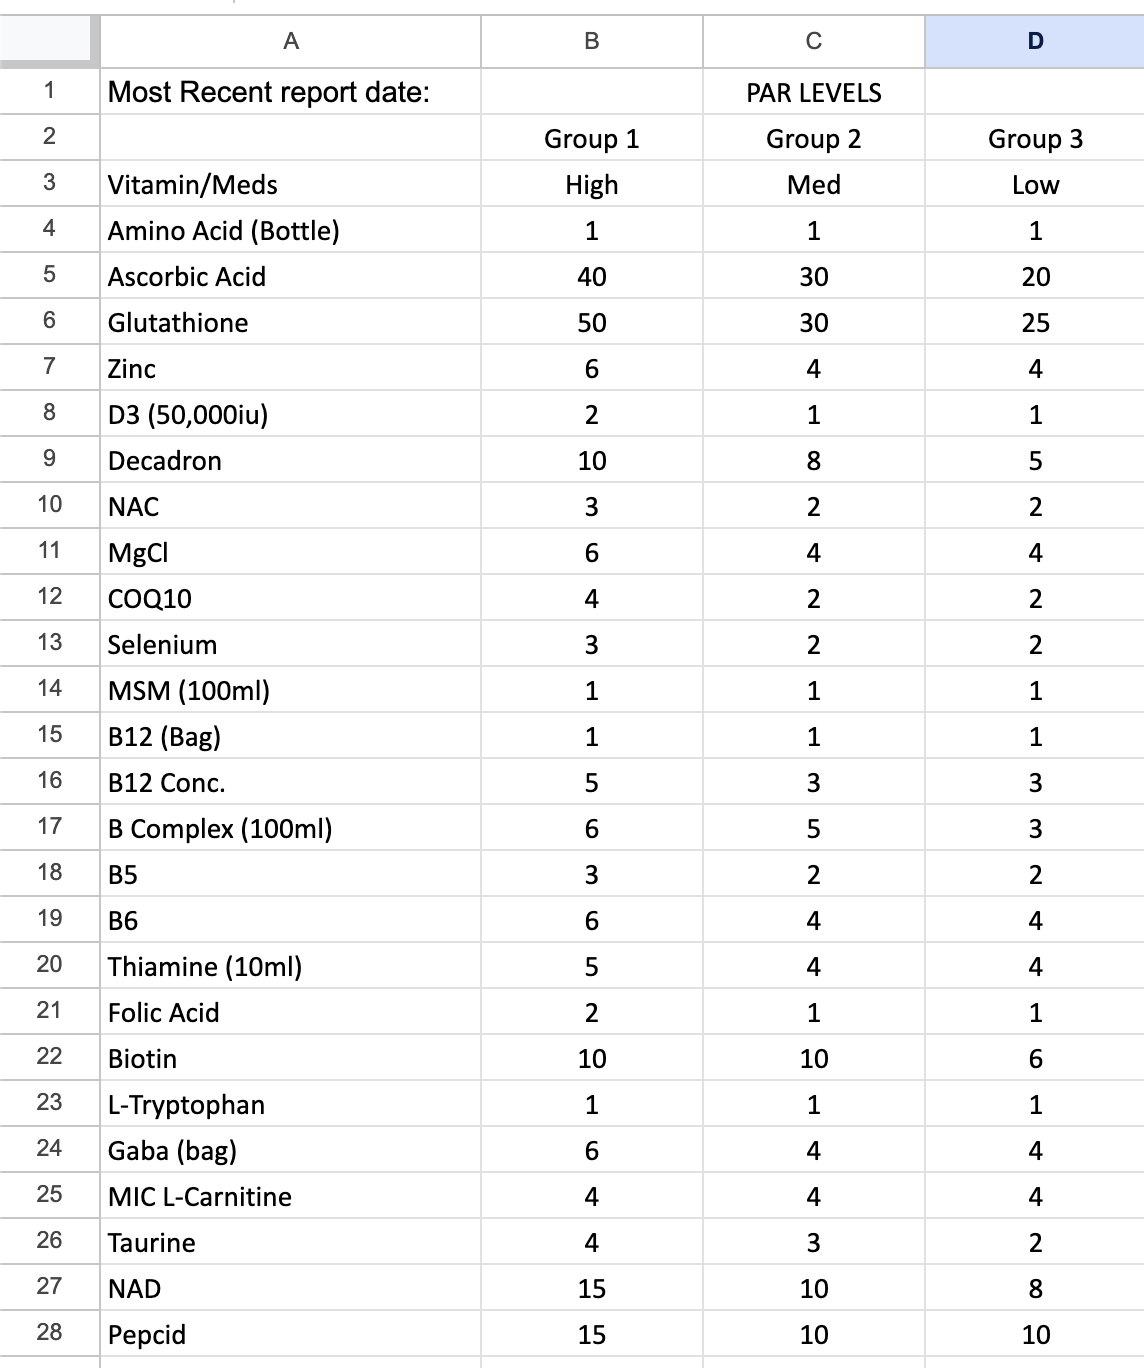 A B C D
1 Most Recent report date: PAR LEVELS
2 Group 1 Group 2 Group 3
3 Vitamin/Meds High Med Low
4 Amino Acid (Bottle) 1 1 1
5 Ascorbic Acid 40 30 20
6 Glutathione 50 30 25
7 Zinc 6 4 4
8 D3 (50,000iu) 2 1 1
9 Decadron 10 8 5
10 NAC 3 2 2
11 MgCl 6 4 4
12 COQ10 4 2 2
13 Selenium 3 2 2
14 MSM (100ml) 1 1 1
15 B12 (Bag) 1 1 1
16 B12 Conc. 5 3 3
17 B Complex (100ml) 6 5 3
18 B5 3 2 2
19 B6 6 4 4
20 Thiamine (10ml) 5 4 4
21 Folic Acid 2 1 1
22 Biotin 10 10 6
23 L-Tryptophan 1 1 1
24 Gaba (bag) 6 4 4
25 MIC L-Carnitine 4 4 4
26 Taurine 4 3 2
27 NAD 15 10 8
28 Pepcid 15 10 10